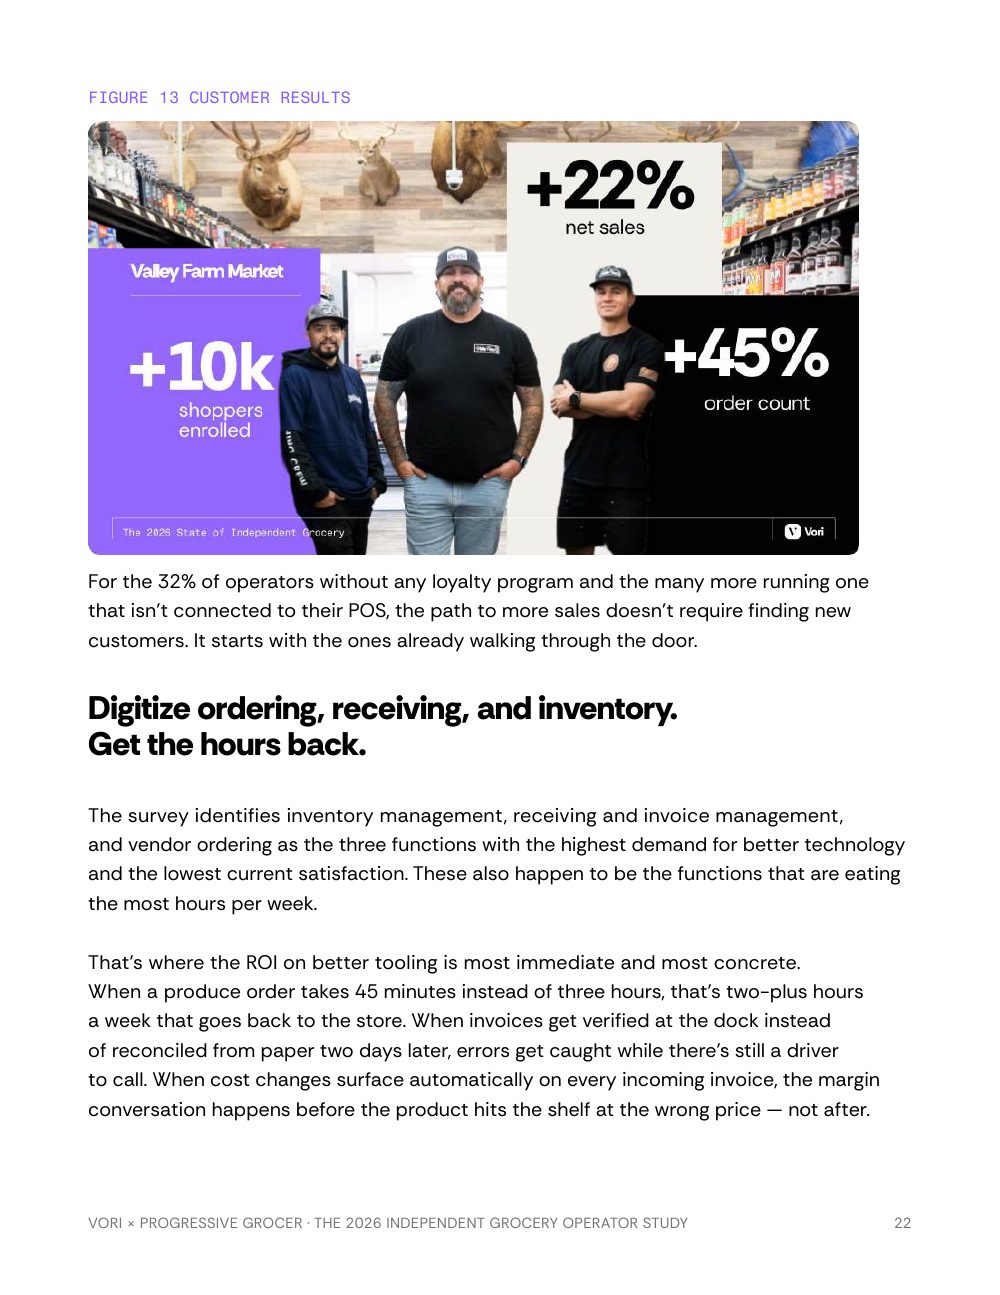 FIGURE 13 CUSTOMER RESULTS
+22%
net sales
Valley Farm Market
+10k
shoppers
enrolled
+45%
order count
The 2026 State of Independent Grocery
Vori
For the 32% of operators without any loyalty program and the many more running one
that isn't connected to their POS, the path to more sales doesn't require finding new
customers. It starts with the ones already walking through the door.
Digitize ordering, receiving, and inventory.
Get the hours back.
The survey identifies inventory management, receiving and invoice management,
and vendor ordering as the three functions with the highest demand for better technology
and the lowest current satisfaction. These also happen to be the functions that are eating
the most hours per week.
That's where the ROI on better tooling is most immediate and most concrete.
When a produce order takes 45 minutes instead of three hours, that's two-plus hours
a week that goes back to the store. When invoices get verified at the dock instead
of reconciled from paper two days later, errors get caught while there's still a driver
to call. When cost changes surface automatically on every incoming invoice, the margin
conversation happens before the product hits the shelf at the wrong price — not after.
VORI × PROGRESSIVE GROCER · THE 2026 INDEPENDENT GROCERY OPERATOR STUDY
22